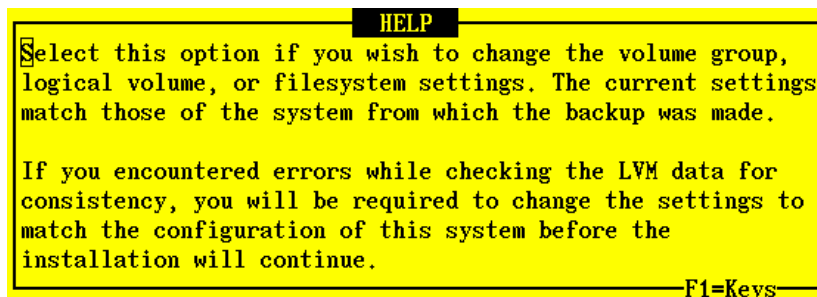 HELP
Select this option if you wish to change the volume group,
logical volume, or filesystem settings. The current settings
match those of the system from which the backup was made.
If you encountered errors while checking the LVM data for
consistency, you will be required to change the settings to
match the configuration of this system before the
installation will continue.
F1=Keys